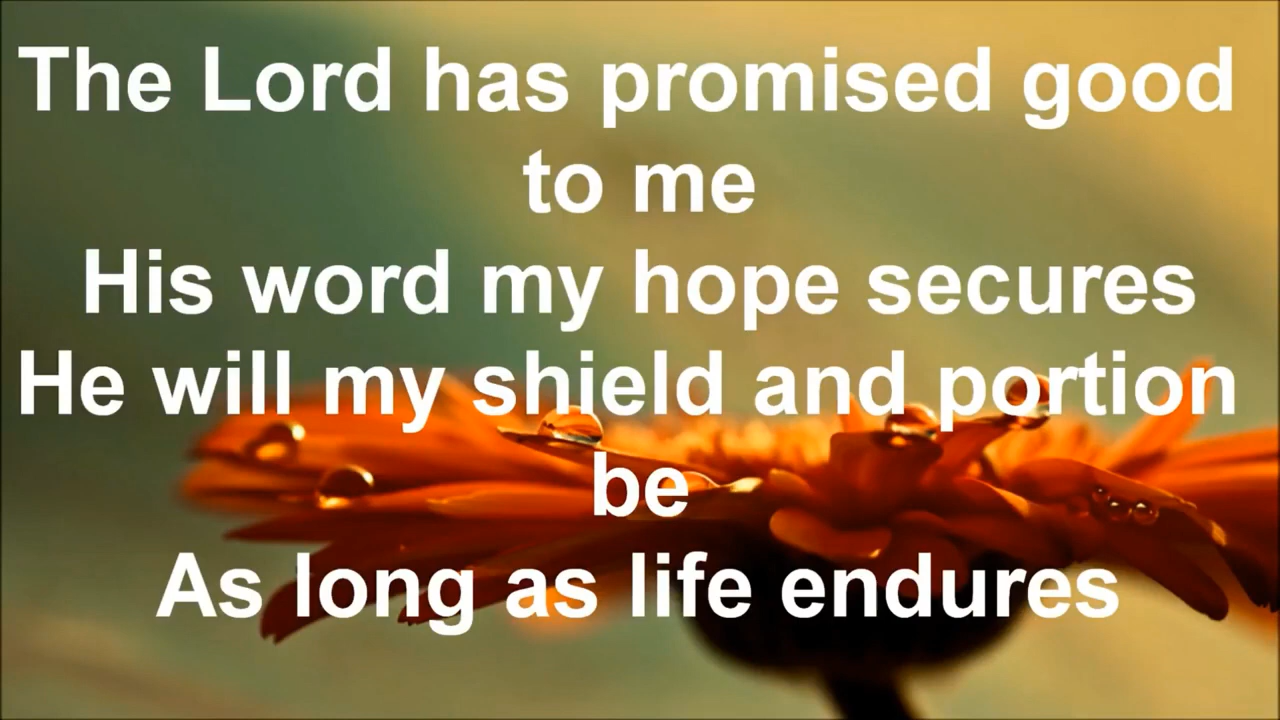 The Lord has promised good
to me
His word my hope secures
He will my shield and portion
be
As long as life endures